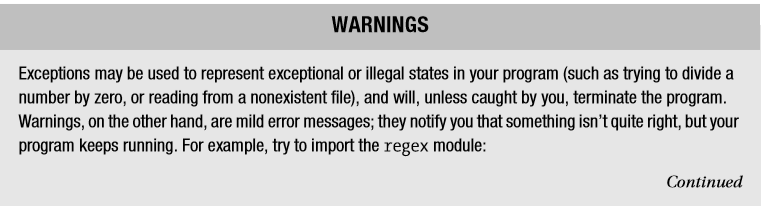 WARNINGS
Exceptions may be used to represent exceptional or illegal states in your program (such as trying to divide a
number by zero, or reading from a nonexistent file), and will, unless caught by you, terminate the program.
Warnings, on the other hand, are mild error messages; they notify you that something isn’t quite right, but your
program keeps running. For example, try to import the regex module:
Continued